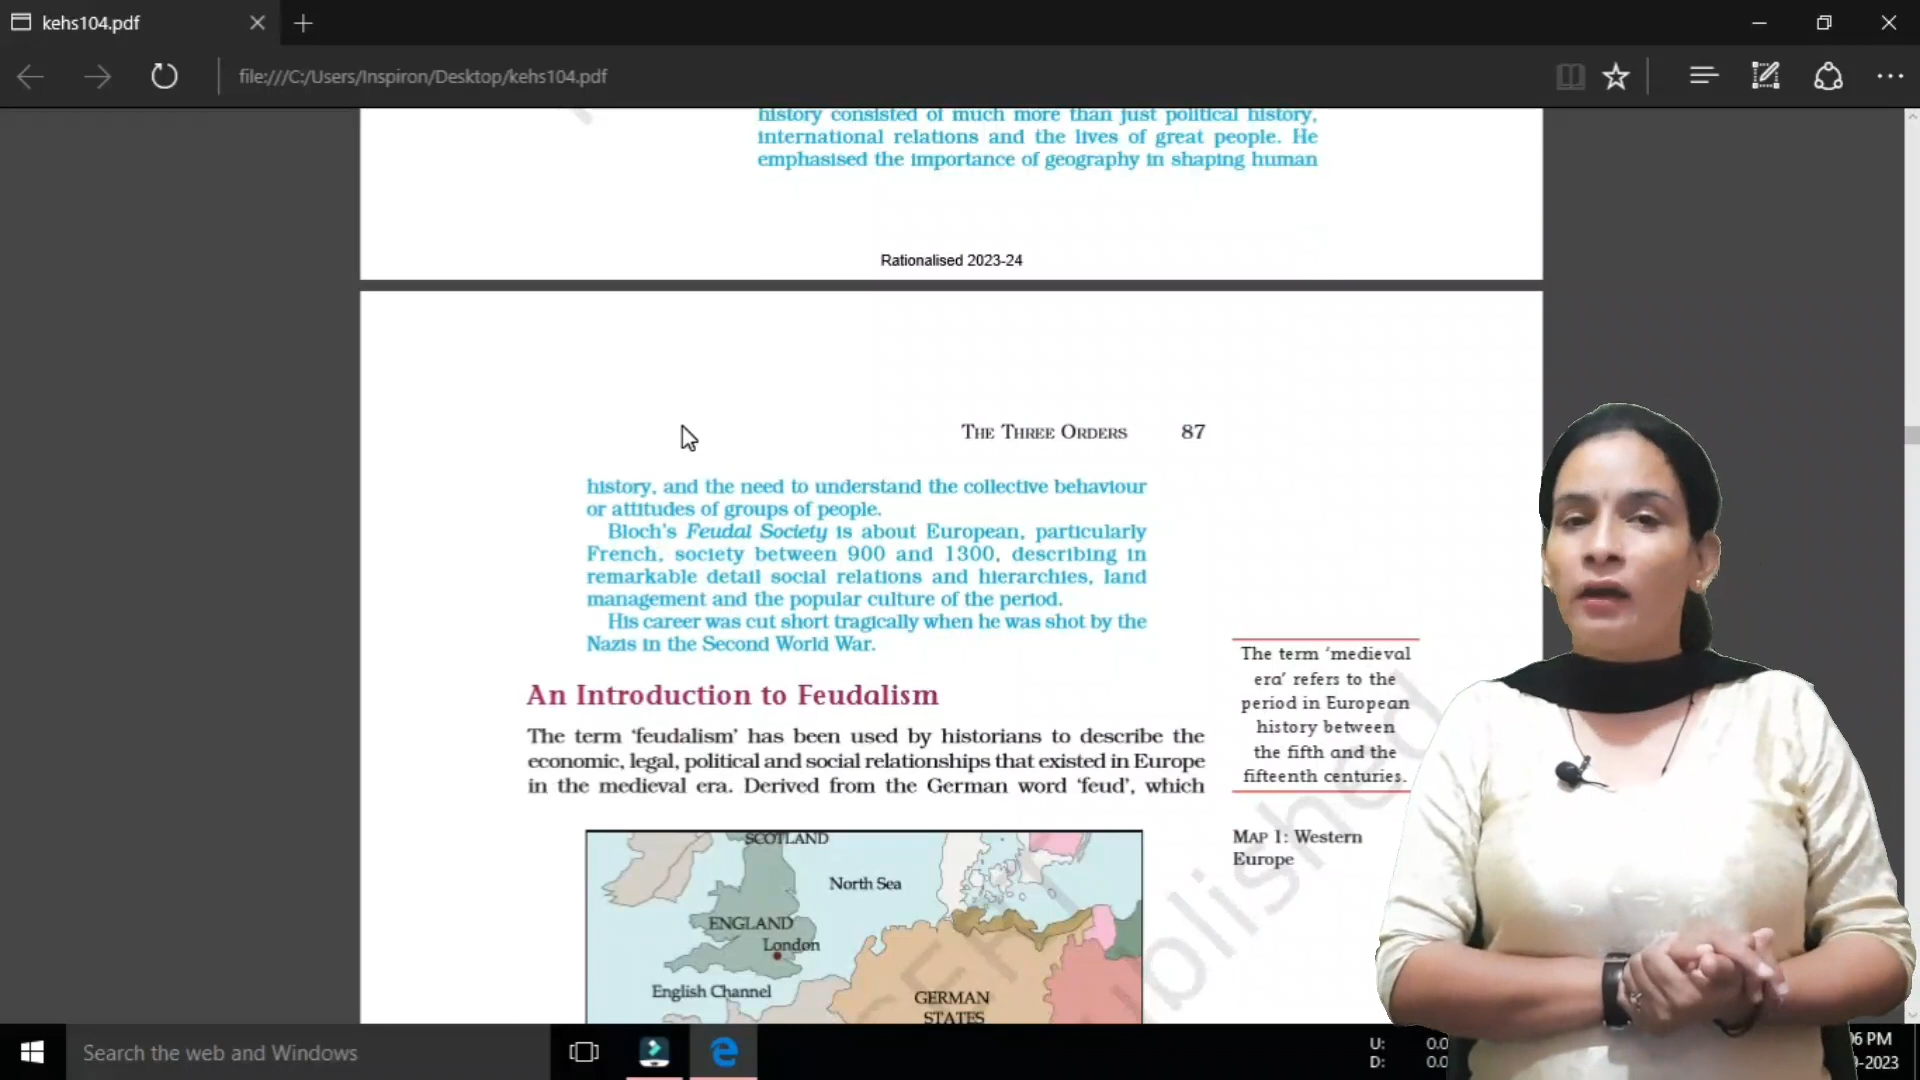 kehs104.pdf
file:///C:/Users/Inspiron/Desktop/kehs104.pdf
history consisted of much more than just political history,
international relations and the lives of great people. He
emphasised the importance of geography in shaping human
Rationalised 2023-24
THE THREE ORDERS 87
history, and the need to understand the collective behaviour
or attitudes of groups of people.
Bloch's Feudal Society is about European, particularly
French, society between 900 and 1300, describing in
remarkable detail social relations and hierarchies, land
management and the popular culture of the period.
His career was cut short tragically when he was shot by the
Nazis in the Second World War.
An Introduction to Feudalism
The term 'feudalism' has been used by historians to describe the
economic, legal, political and social relationships that existed in Europe
in the medieval era. Derived from the German word 'feud', which
The term 'medieval
era' refers to the
period in European
history between
the fifth and the
fifteenth centuries.
MAP 1: Western
Europe
SCOTLAND
North Sea
ENGLAND
London
English Channel
GERMAN
STATES
Search the web and Windows
U: 0.0
D: 0.0
6 PM
-2023